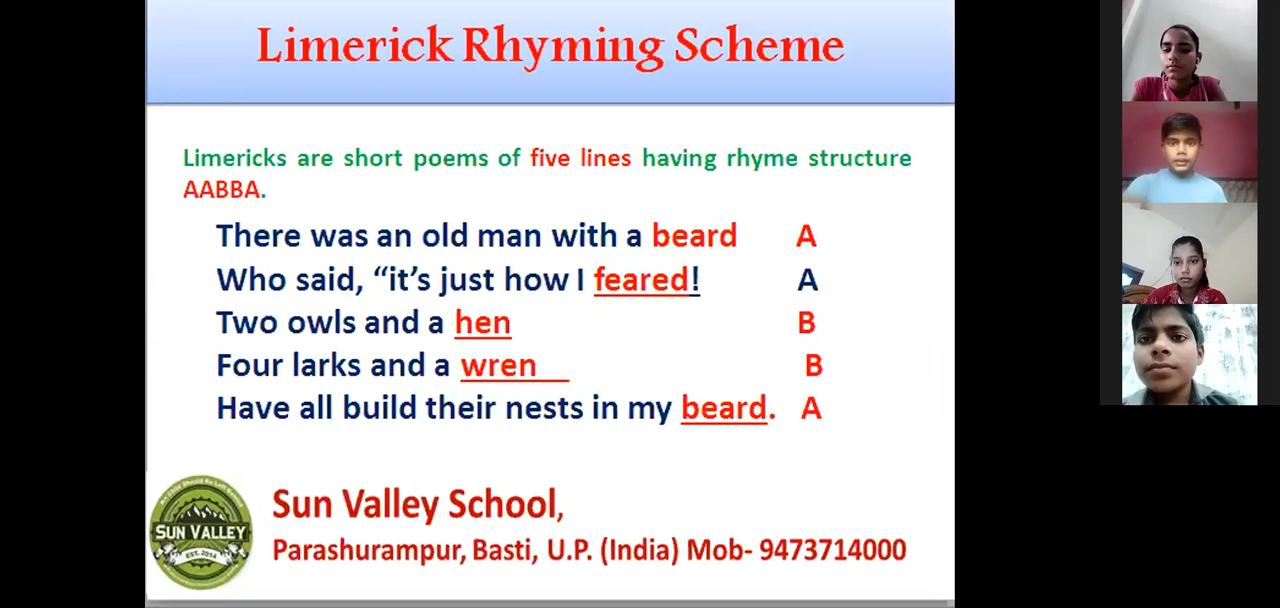 Limerick Rhyming Scheme
Limericks are short poems of five lines having rhyme structure
AABBA.
There was an old man with a beard A
Who said, “it’s just how I feared! A
Two owls and a hen B
Four larks and a wren B
Have all build their nests in my beard. A
SUN VALLEY
EST. 2014
Sun Valley School,
Parashurampur, Basti, U.P. (India) Mob- 9473714000